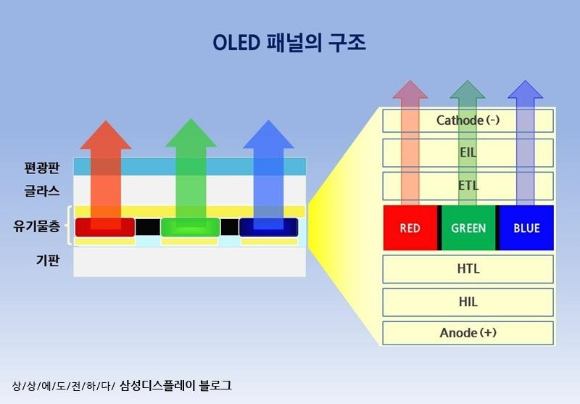 OLED 패널의 구조
편광판
글라스
유기물층
기판
Cathode (-)
EIL
ETL
RED GREEN BLUE
HTL
HIL
Anode (+)
상/상/에/도/전/하/다/ 삼성디스플레이 블로그